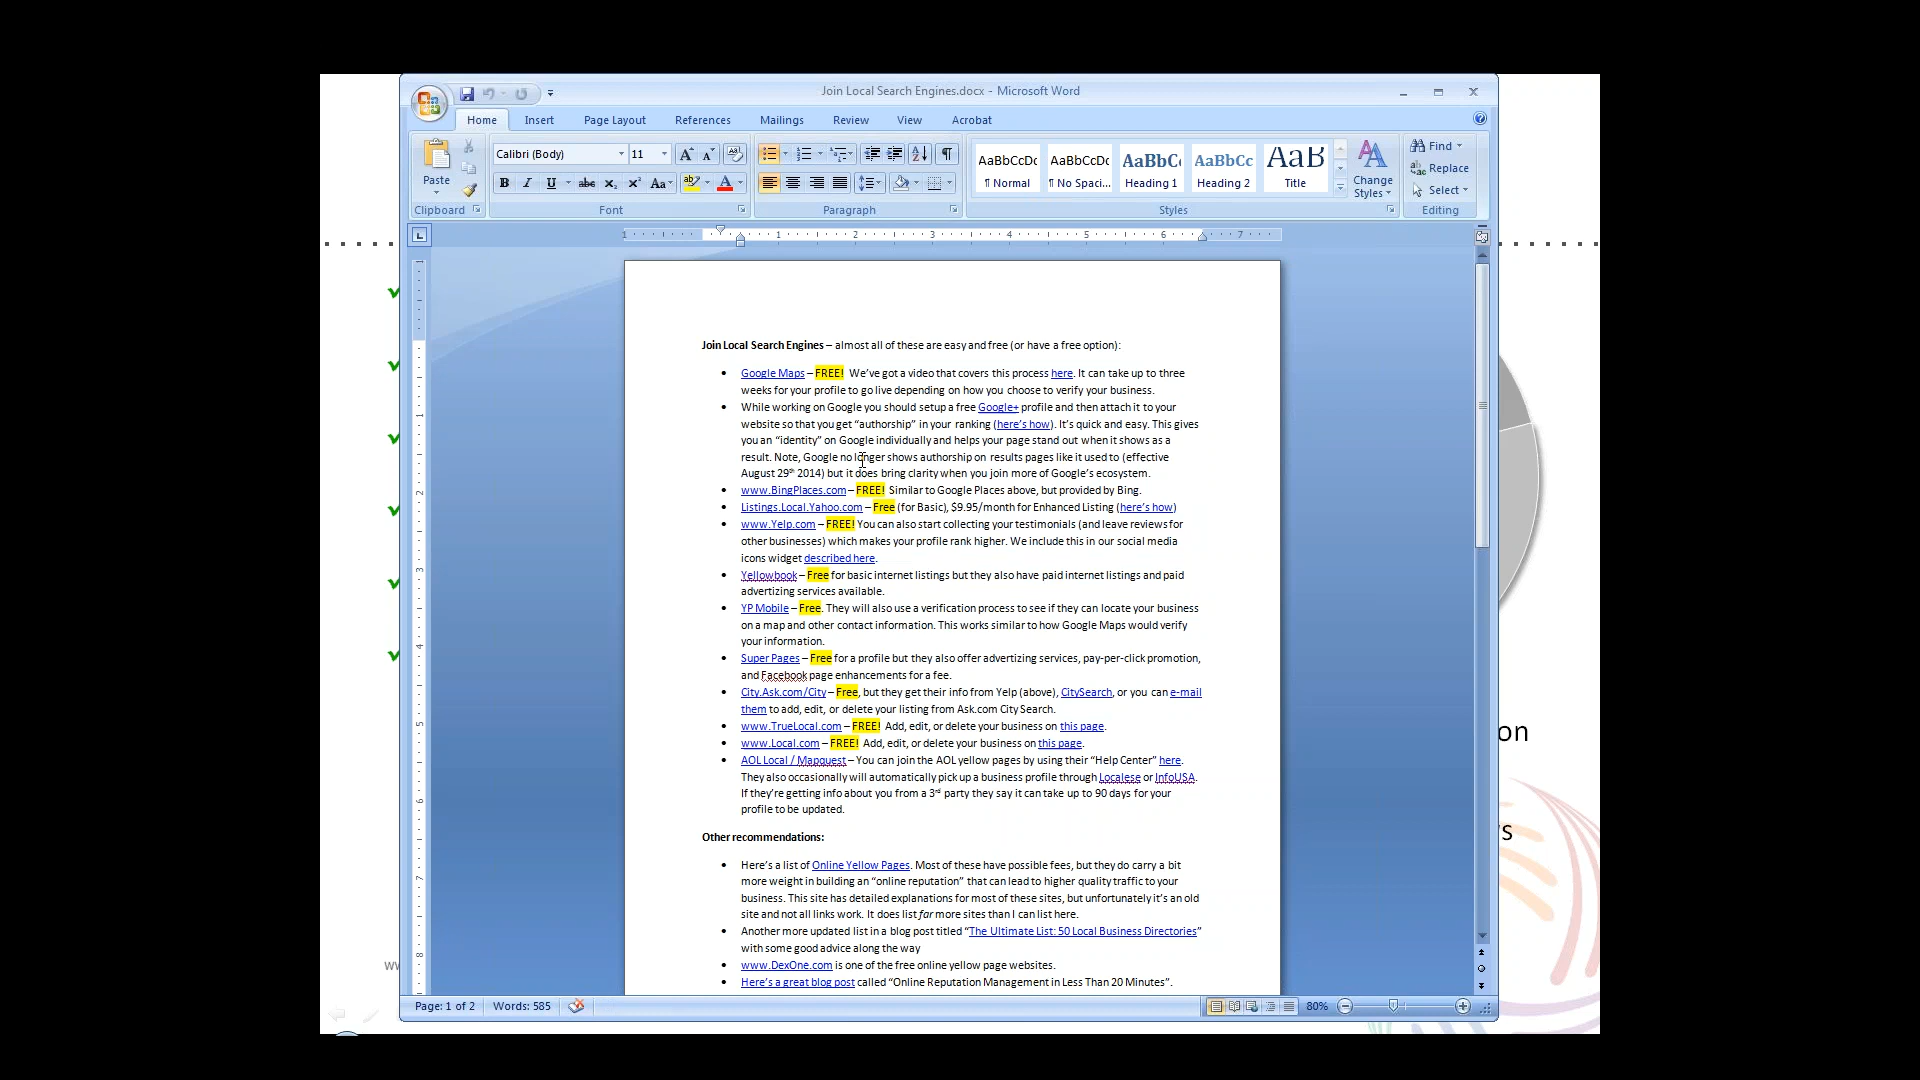 Join Local Search Engines.docx - Microsoft Word
Home Insert Page Layout References Mailings Review View Acrobat
Calibri (Body) 11
AaBbCcDc AaBbCcDc AaBbC AaBbCc AaB
Find
Replace
Select
Paste
¶ Normal ¶ No Spaci... Heading 1 Heading 2 Title
Change
Styles
Clipboard Font Paragraph Styles Editing
Join Local Search Engines – almost all of these are easy and free (or have a free option):
• Google Maps – FREE! We've got a video that covers this process here. It can take up to three
weeks for your profile to go live depending on how you choose to verify your business.
• While working on Google you should setup a free Google+ profile and then attach it to your
website so that you get “authorship” in your ranking (here's how). It's quick and easy. This gives
you an “identity” on Google individually and helps your page stand out when it shows as a
result. Note, Google no longer shows authorship on results pages like it used to (effective
August 29th 2014) but it does bring clarity when you join more of Google's ecosystem.
• www.BingPlaces.com – FREE! Similar to Google Places above, but provided by Bing.
• Listings.Local.Yahoo.com – Free (for Basic), $9.95/month for Enhanced Listing (here's how)
• www.Yelp.com – FREE! You can also start collecting your testimonials (and leave reviews for
other businesses) which makes your profile rank higher. We include this in our social media
icons widget described here.
• Yellowbook – Free for basic internet listings but they also have paid internet listings and paid
advertizing services available.
• YP Mobile – Free. They will also use a verification process to see if they can locate your business
on a map and other contact information. This works similar to how Google Maps would verify
your information.
• Super Pages – Free for a profile but they also offer advertizing services, pay-per-click promotion,
and Facebook page enhancements for a fee.
• City.Ask.com/City – Free, but they get their info from Yelp (above), CitySearch, or you can e-mail
them to add, edit, or delete your listing from Ask.com City Search.
• www.TrueLocal.com – FREE! Add, edit, or delete your business on this page.
• www.Local.com – FREE! Add, edit, or delete your business on this page.
• AOL Local / Mapquest – You can join the AOL yellow pages by using their “Help Center” here.
They also occasionally will automatically pick up a business profile through Localese or InfoUSA.
If they're getting info about you from a 3rd party they say it can take up to 90 days for your
profile to be updated.
Other recommendations:
• Here's a list of Online Yellow Pages. Most of these have possible fees, but they do carry a bit
more weight in building an “online reputation” that can lead to higher quality traffic to your
business. This site has detailed explanations for most of these sites, but unfortunately it's an old
site and not all links work. It does list far more sites than I can list here.
• Another more updated list in a blog post titled “The Ultimate List: 50 Local Business Directories”
with some good advice along the way
• www.DexOne.com is one of the free online yellow page websites.
• Here's a great blog post called “Online Reputation Management in Less Than 20 Minutes”.
Page: 1 of 2 Words: 585 80%